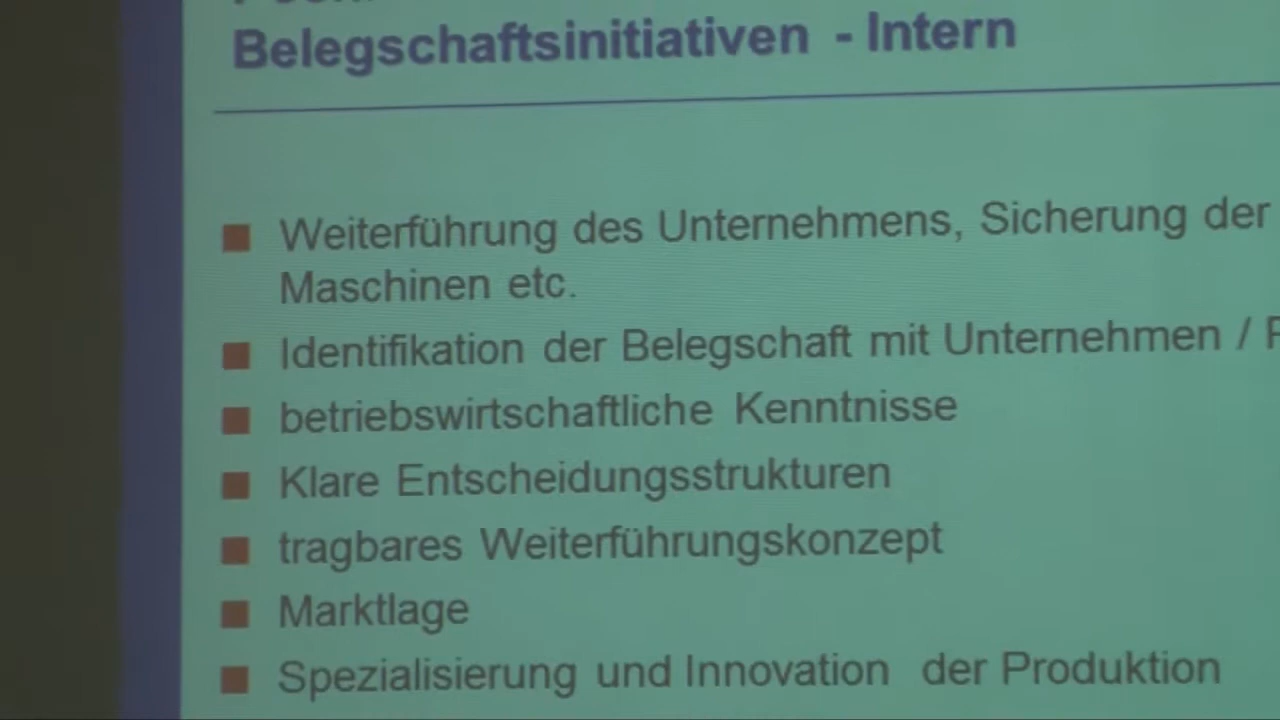 Belegschaftsinitiativen - Intern
Weiterführung des Unternehmens, Sicherung der
Maschinen etc.
Identifikation der Belegschaft mit Unternehmen /
betriebswirtschaftliche Kenntnisse
Klare Entscheidungsstrukturen
tragbares Weiterführungskonzept
Marktlage
Spezialisierung und Innovation der Produktion